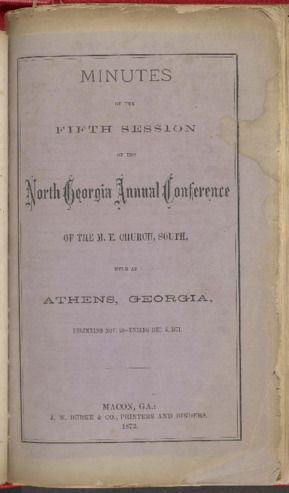 MINUTES
OF THE
FIFTH SESSION
OF THE
North Georgia Annual Conference
OF THE M. E. CHURCH, SOUTH,
HELD AT
ATHENS, GEORGIA,
BEGINNING NOV. 29—ENDING DEC. 6, 1871.
MACON, GA.:
J. W. BURKE & CO., PRINTERS AND BINDERS.
1872.